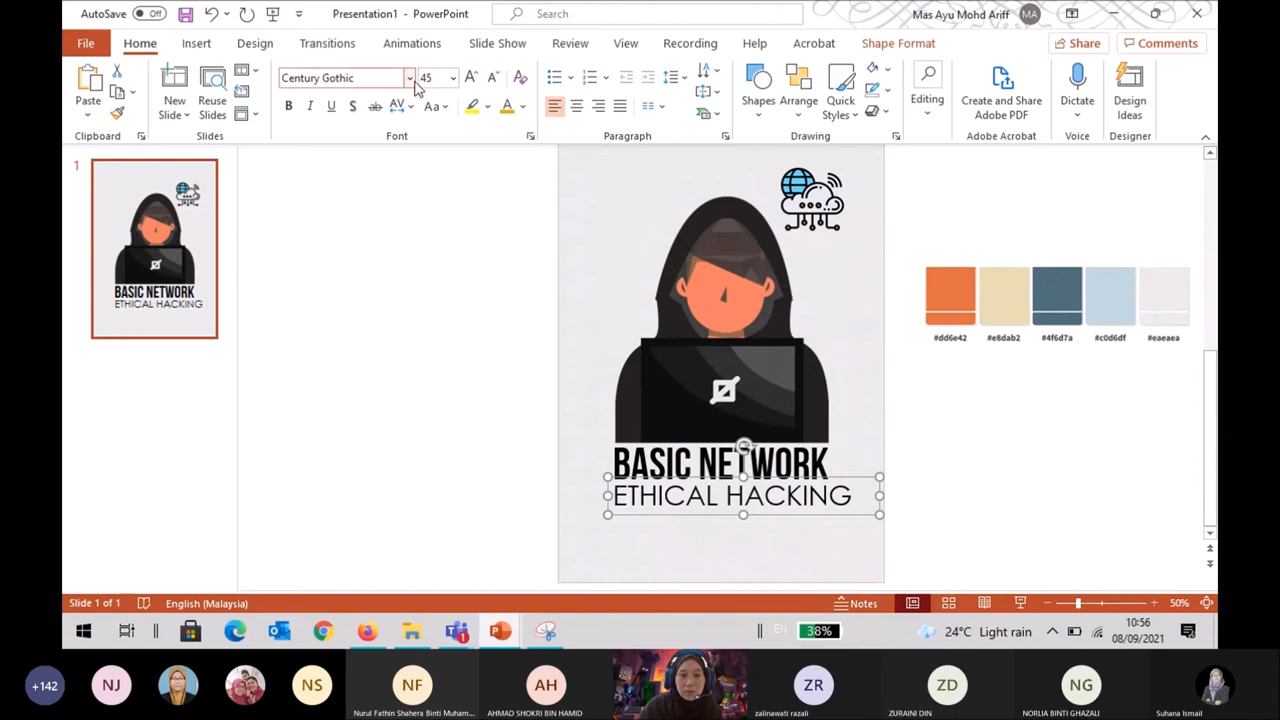 AutoSave Off Presentation1 - PowerPoint Search Mas Ayu Mohd Ariff MA
File Home Insert Design Transitions Animations Slide Show Review View Recording Help Acrobat Shape Format Share Comments
Century Gothic 45
Paste New Slide Reuse Slides Shapes Arrange Quick Styles Editing Create and Share Adobe PDF Dictate Design Ideas
Clipboard Slides Font Paragraph Drawing Adobe Acrobat Voice Designer
1
BASIC NETWORK
ETHICAL HACKING
#dd6e42 #e8dab2 #4f6d7a #c0d6df #eaeaea
BASIC NETWORK
ETHICAL HACKING
Slide 1 of 1 English (Malaysia) Notes 50%
EN 38% 24°C Light rain 10:56
08/09/2021
+142 NJ NS NF AH ZR ZD NG
Nurul Fathin Shahera Binti Muham... AHMAD SHOKRI BIN HAMID zalinawati razali ZURAINI DIN NORLIA BINTI GHAZALI Suhana Ismail